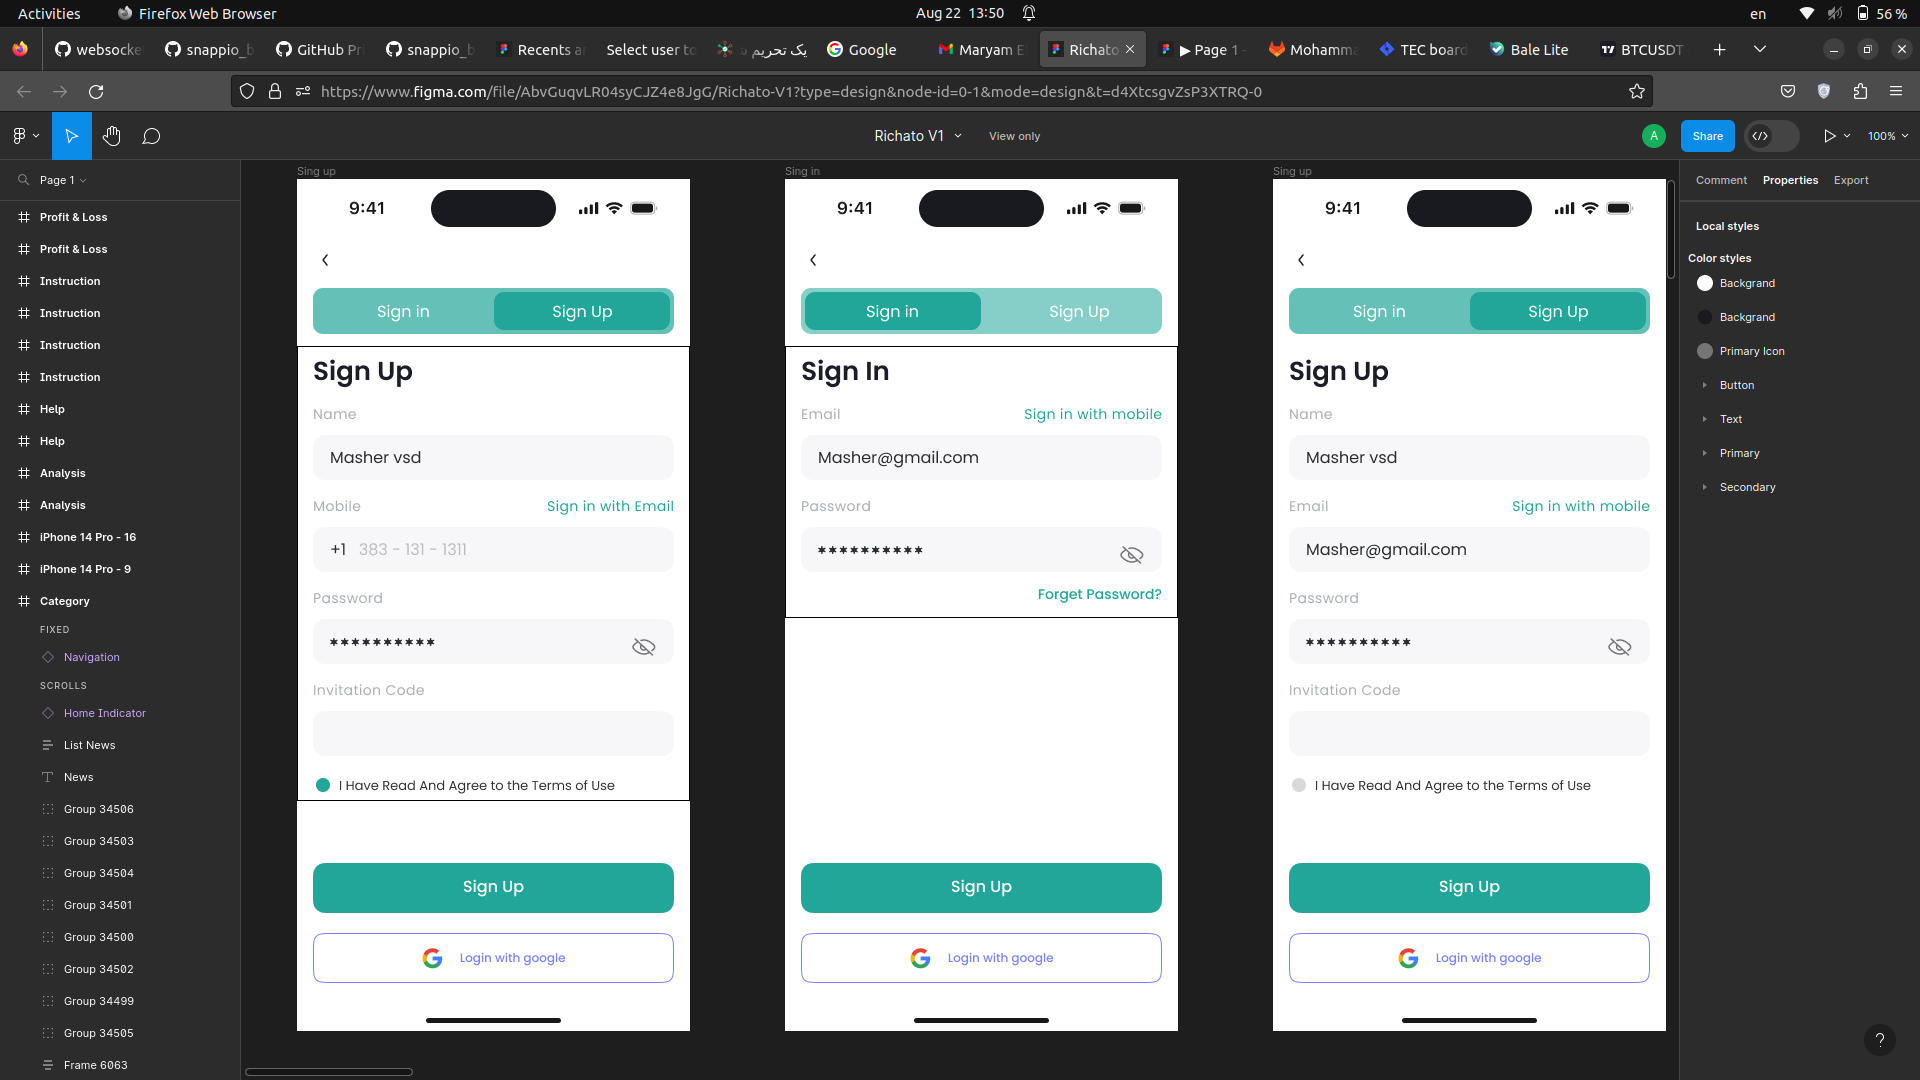 Activities
Firefox Web Browser
Aug 22 13:50
en
56 %
websocke
snappio_b
GitHub Pri
snappio_b
Recents a
Select user to
یک تحریم
Google
Maryam E
Richato
▶ Page 1 -
Mohamma
TEC board
Bale Lite
BTCUSDT
https://www.figma.com/file/AbvGuqvLR04syCJZ4e8JgG/Richato-V1?type=design&node-id=0-1&mode=design&t=d4XtcsgvZsP3XTRQ-0
Richato V1
View only
A
Share
100%
Page 1
Profit & Loss
Profit & Loss
Instruction
Instruction
Instruction
Instruction
Help
Help
Analysis
Analysis
iPhone 14 Pro - 16
iPhone 14 Pro - 9
Category
FIXED
Navigation
SCROLLS
Home Indicator
List News
News
Group 34506
Group 34503
Group 34504
Group 34501
Group 34500
Group 34502
Group 34499
Group 34505
Frame 6063
Sing up
9:41
Sign in
Sign Up
Sign Up
Name
Masher vsd
Mobile
Sign in with Email
+1 383 - 131 - 1311
Password
**********
Invitation Code
I Have Read And Agree to the Terms of Use
Sign Up
Login with google
Sing in
9:41
Sign in
Sign Up
Sign In
Email
Sign in with mobile
Masher@gmail.com
Password
**********
Forget Password?
Sign Up
Login with google
Sing up
9:41
Sign in
Sign Up
Sign Up
Name
Masher vsd
Email
Sign in with mobile
Masher@gmail.com
Password
**********
Invitation Code
I Have Read And Agree to the Terms of Use
Sign Up
Login with google
Comment
Properties
Export
Local styles
Color styles
Backgrand
Backgrand
Primary Icon
Button
Text
Primary
Secondary
?